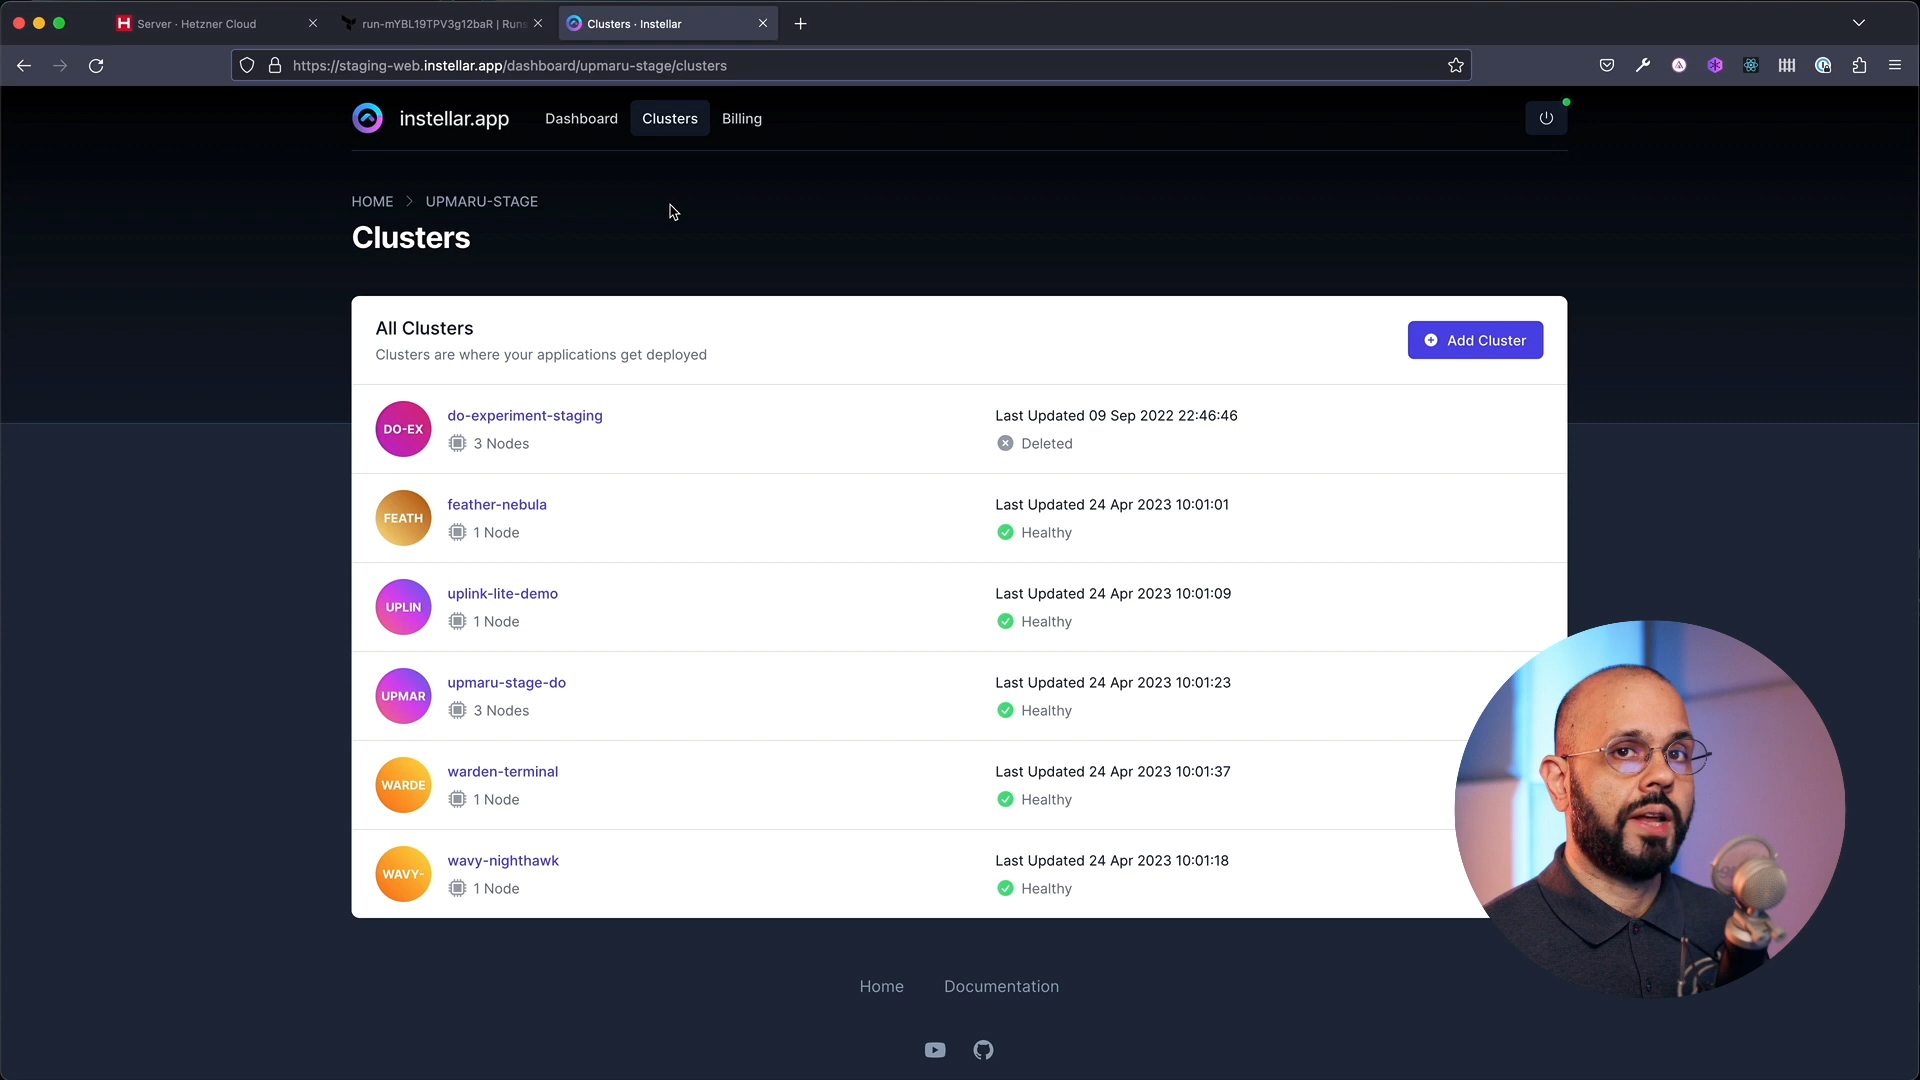 Server · Hetzner Cloud
run-mYBL19TPV3g12baR | Runs
Clusters · Instellar
https://staging-web.instellar.app/dashboard/upmaru-stage/clusters
instellar.app
Dashboard
Clusters
Billing
HOME > UPMARU-STAGE
Clusters
All Clusters
Clusters are where your applications get deployed
Add Cluster
DO-EX
do-experiment-staging
3 Nodes
Last Updated 09 Sep 2022 22:46:46
Deleted
FEATH
feather-nebula
1 Node
Last Updated 24 Apr 2023 10:01:01
Healthy
UPLIN
uplink-lite-demo
1 Node
Last Updated 24 Apr 2023 10:01:09
Healthy
UPMAR
upmaru-stage-do
3 Nodes
Last Updated 24 Apr 2023 10:01:23
Healthy
WARDE
warden-terminal
1 Node
Last Updated 24 Apr 2023 10:01:37
Healthy
WAVY-
wavy-nighthawk
1 Node
Last Updated 24 Apr 2023 10:01:18
Healthy
Home
Documentation